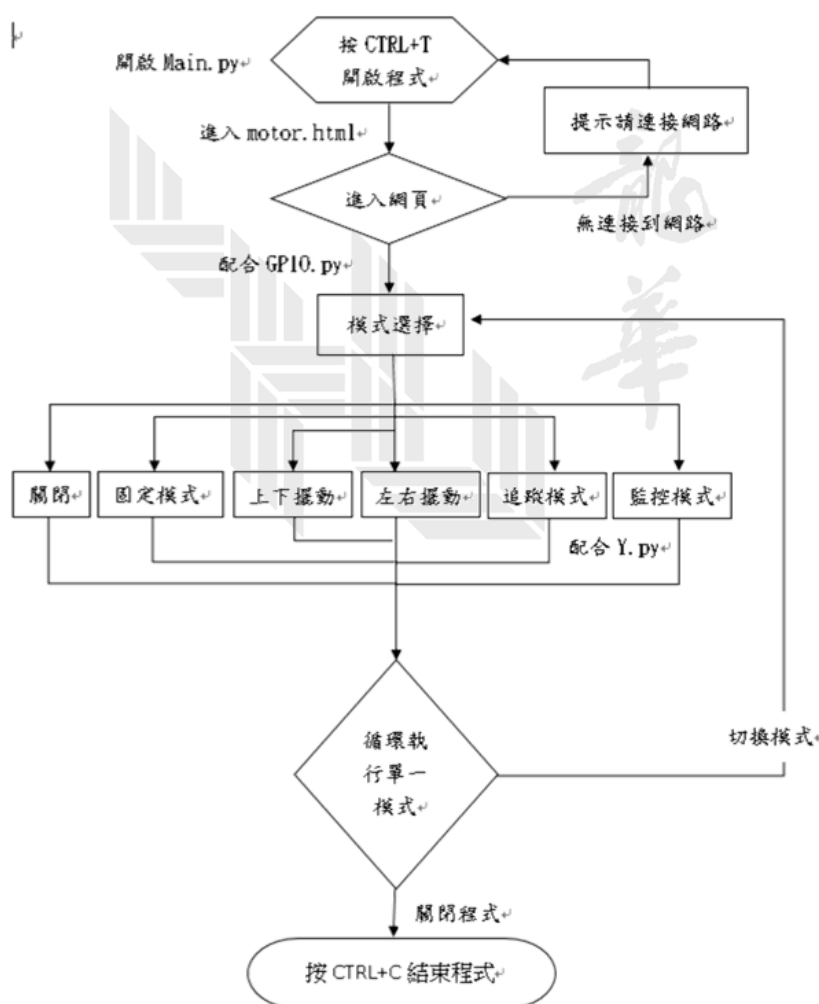 按 CTRL+T
開啟程式
開啟 Main.py
提示請連接網路
進入 motor.html
進入網頁
無連接到網路
配合 GPIO.py
模式選擇
關閉
固定模式
上下擺動
左右擺動
追蹤模式
監控模式
配合 Y.py
循環執
行單一
模式
切換模式
關閉程式
按 CTRL+C 結束程式
龍
華